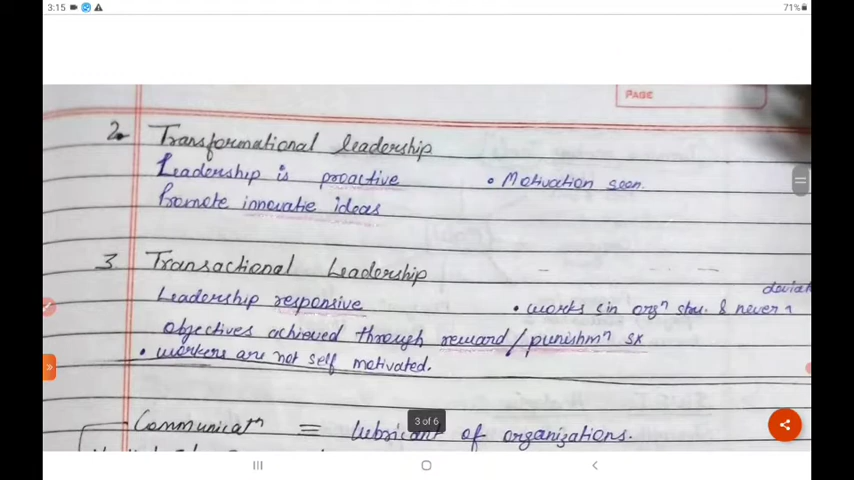 3:15
71%
PAGE
2. Transformational leadership
Leadership is proactive • Motivation seen.
Promote innovatie ideas
3 Transactional Leadership
Leadership responsive
deviat
• works in orgn stru. & never
objectives achieved through reward/punishmn sx
• workers are not self motivated.
Communicatn = lubricant of organizations.
3 of 6